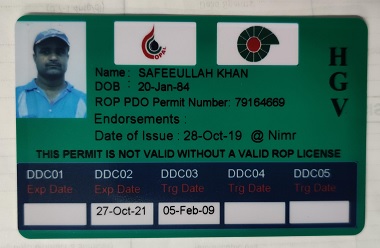 OPAL
HGV
Name : SAFEEULLAH KHAN
DOB : 20-Jan-84
ROP PDO Permit Number: 79164669
Endorsements :
Date of Issue : 28-Oct-19 @ Nimr
THIS PERMIT IS NOT VALID WITHOUT A VALID ROP LICENSE
DDC01 DDC02 DDC03 DDC04 DDC05
Exp Date Exp Date Trg Date Trg Date Trg Date
27-Oct-21 05-Feb-09